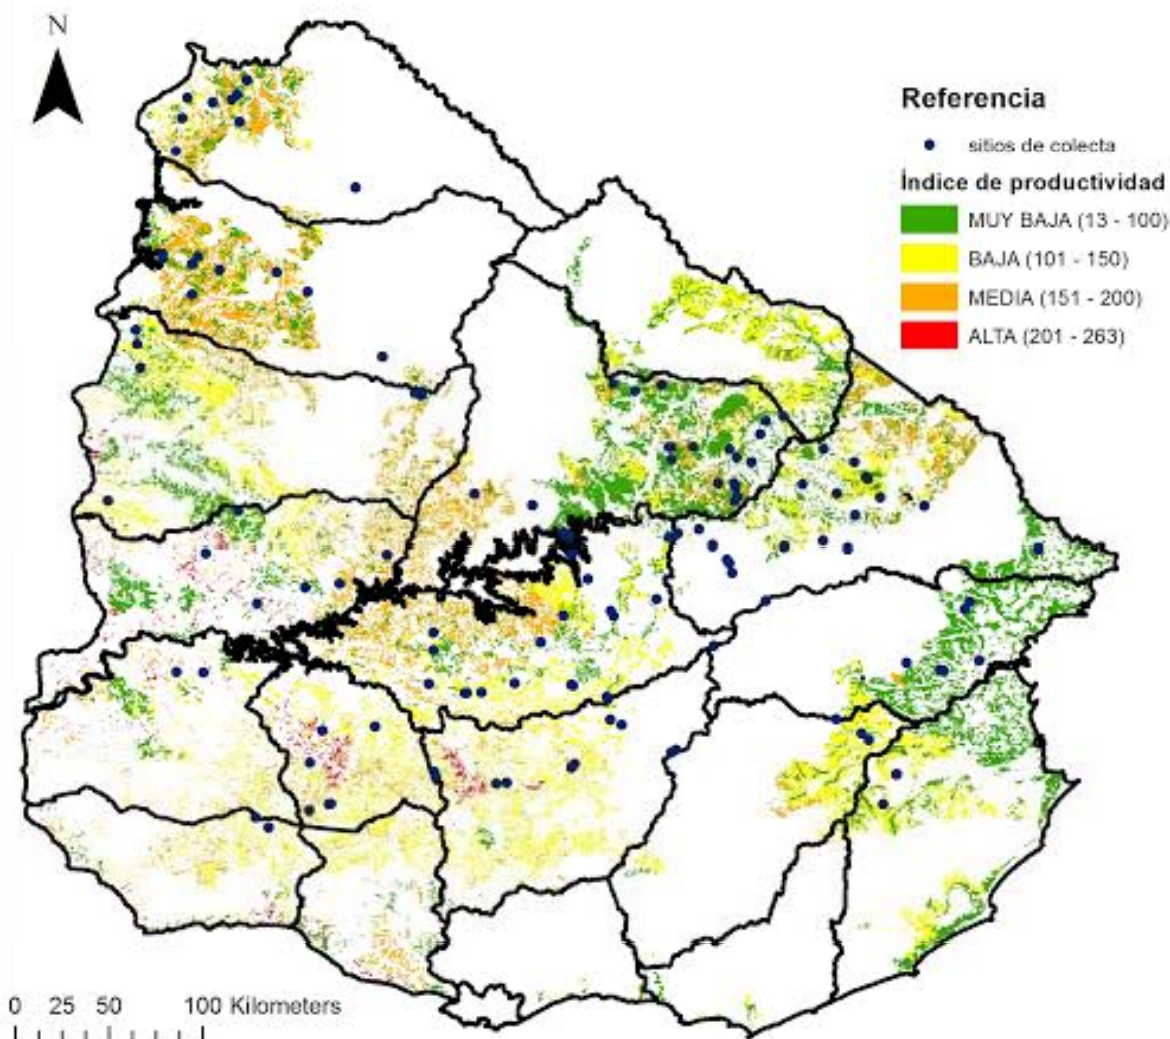 N
Referencia
sitios de colecta
Índice de productividad
MUY BAJA (13 - 100)
BAJA (101 - 150)
MEDIA (151 - 200)
ALTA (201 - 263)
0 25 50 100 Kilometers